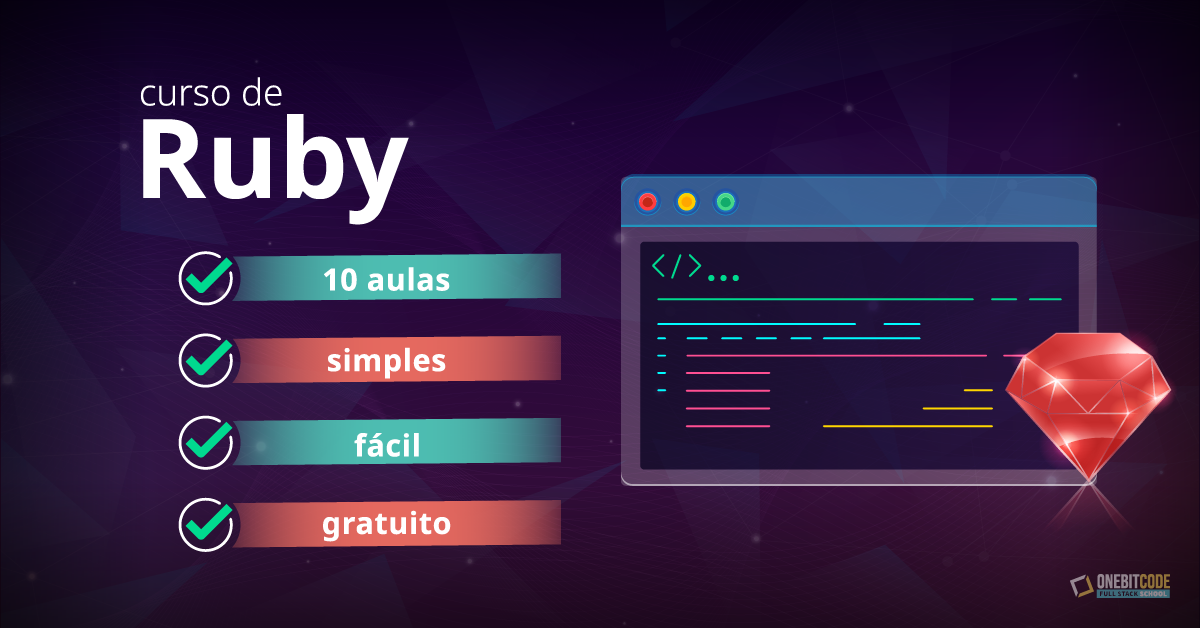 curso de
Ruby
10 aulas
simples
fácil
gratuito
</>...
ONEBITCODE
FULL STACK SCHOOL